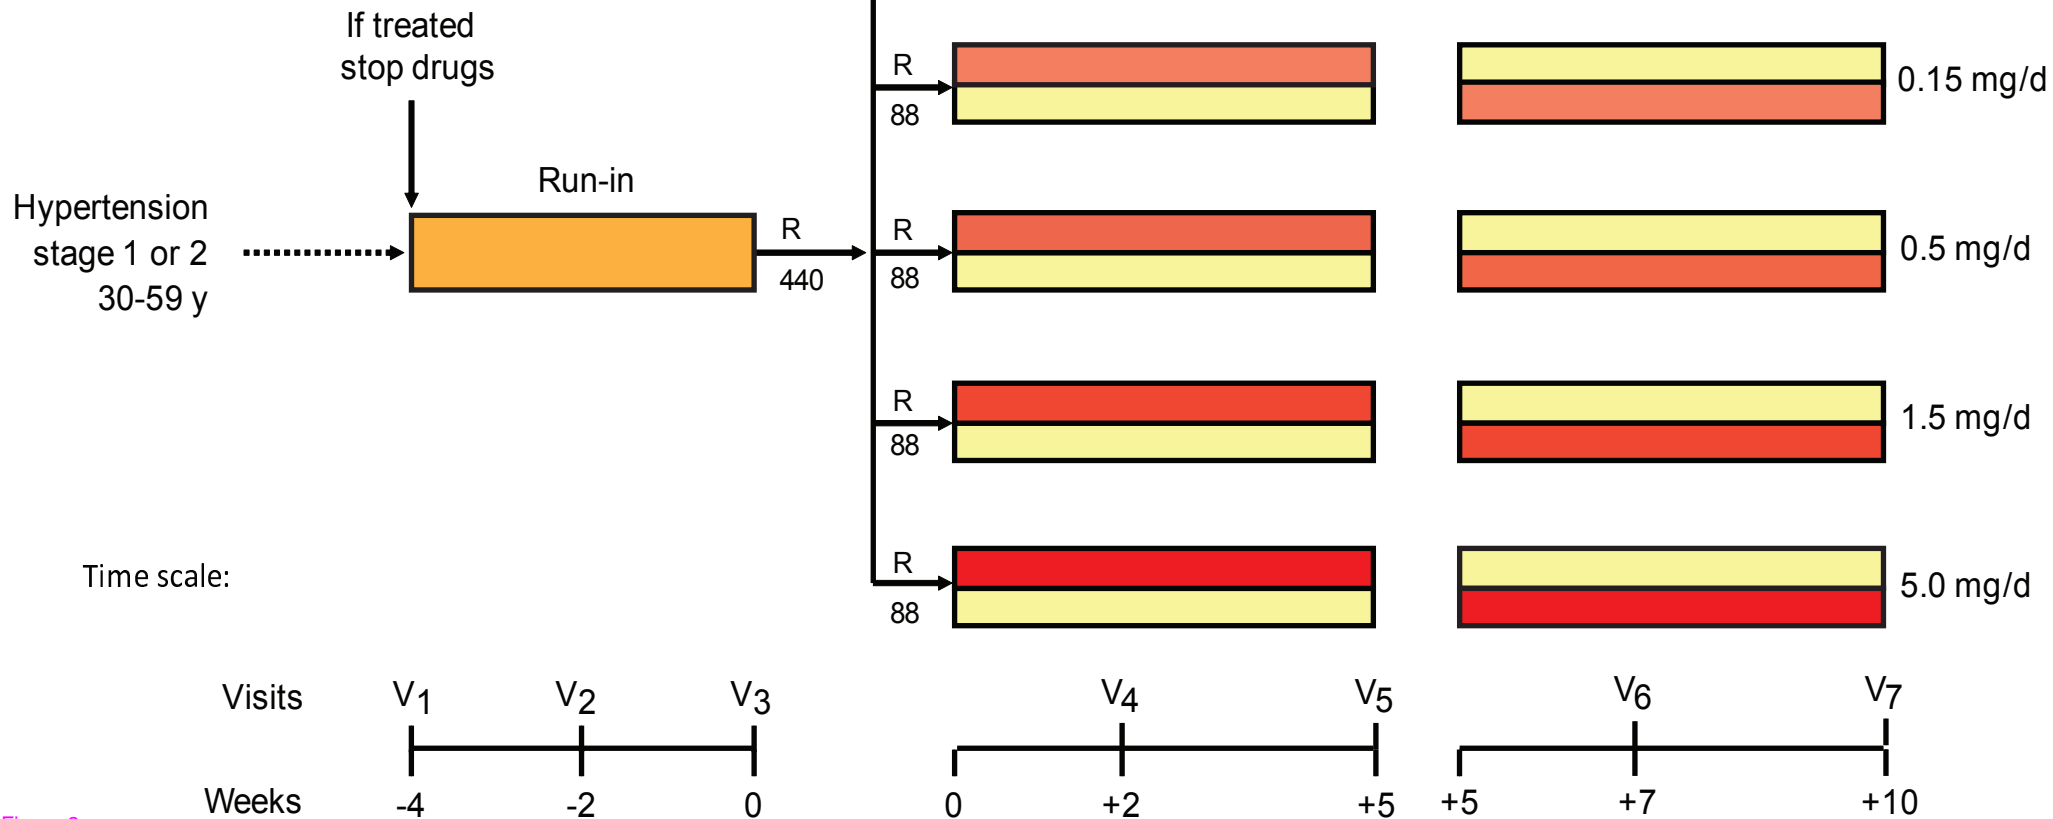 If treated
stop drugs
R
88
0.15 mg/d
Run-in
Hypertension
stage 1 or 2
30-59 y
R
440
R
88
0.5 mg/d
R
88
1.5 mg/d
Time scale:
R
88
5.0 mg/d
Visits V1 V2 V3 V4 V5 V6 V7
Weeks -4 -2 0 0 +2 +5 +5 +7 +10